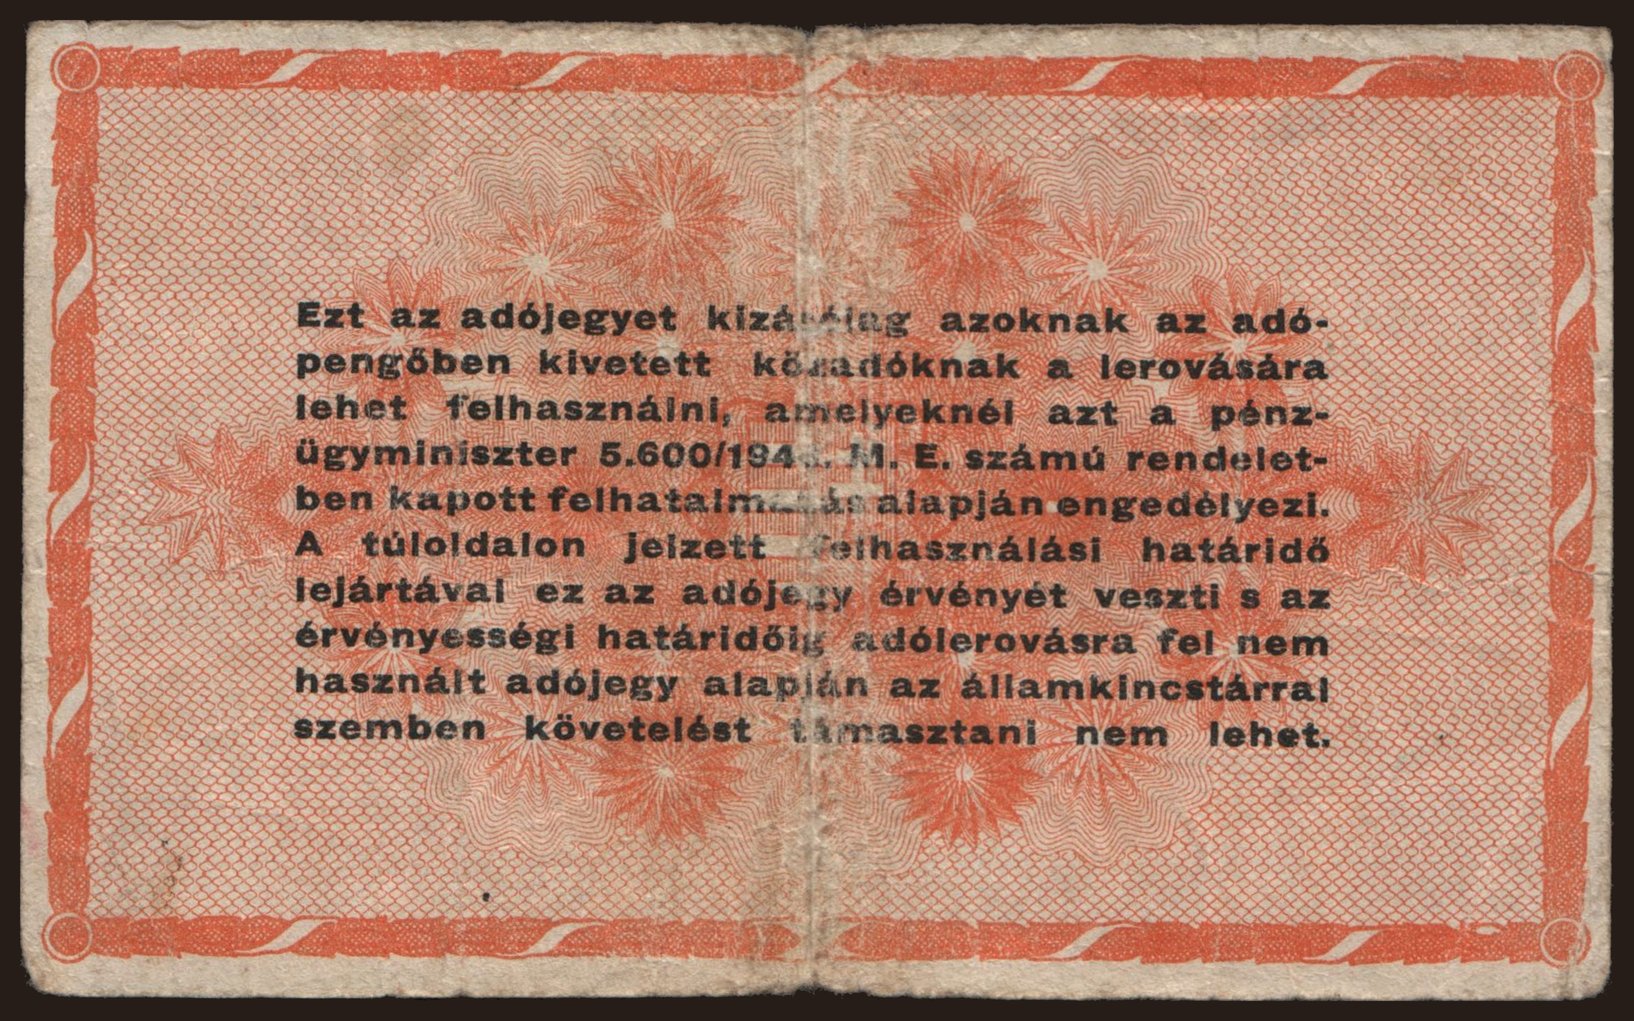 Ezt az adójegyet kizárólag azoknak az adó-
pengőben kivetett közadóknak a lerovására
lehet felhasználni, amelyeknél azt a pénz-
ügyminiszter 5.600/1946. M. E. számú rendelet-
ben kapott felhatalmazás alapján engedélyezi.
A túloldalon jelzett felhasználási határidő
lejártával ez az adójegy érvényét veszti s az
érvényességi határidőig adólerovásra fel nem
használt adójegy alapján az államkincstárral
szemben követelést támasztani nem lehet.